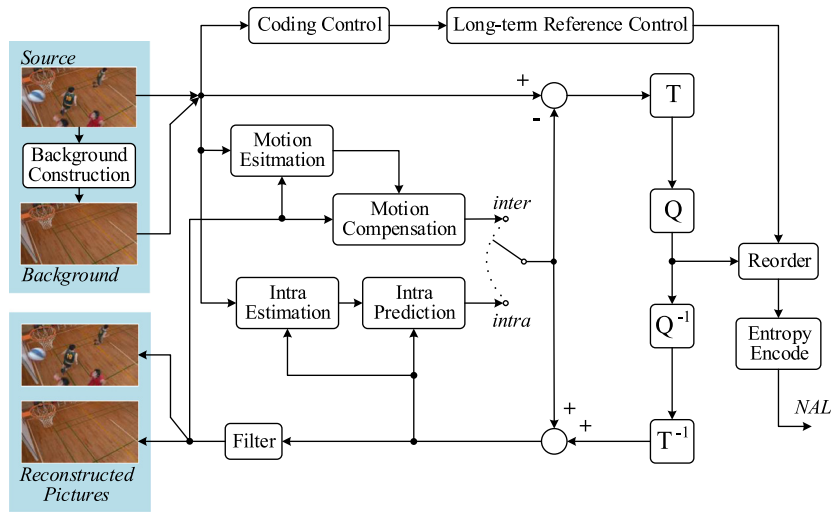 Coding Control
Long-term Reference Control
Source
Background
Construction
Background
+
-
T
Motion
Esitmation
Motion
Compensation
inter
Q
Reorder
Intra
Estimation
Intra
Prediction
intra
Q⁻¹
Entropy
Encode
NAL
Filter
+
+
T⁻¹
Reconstructed
Pictures